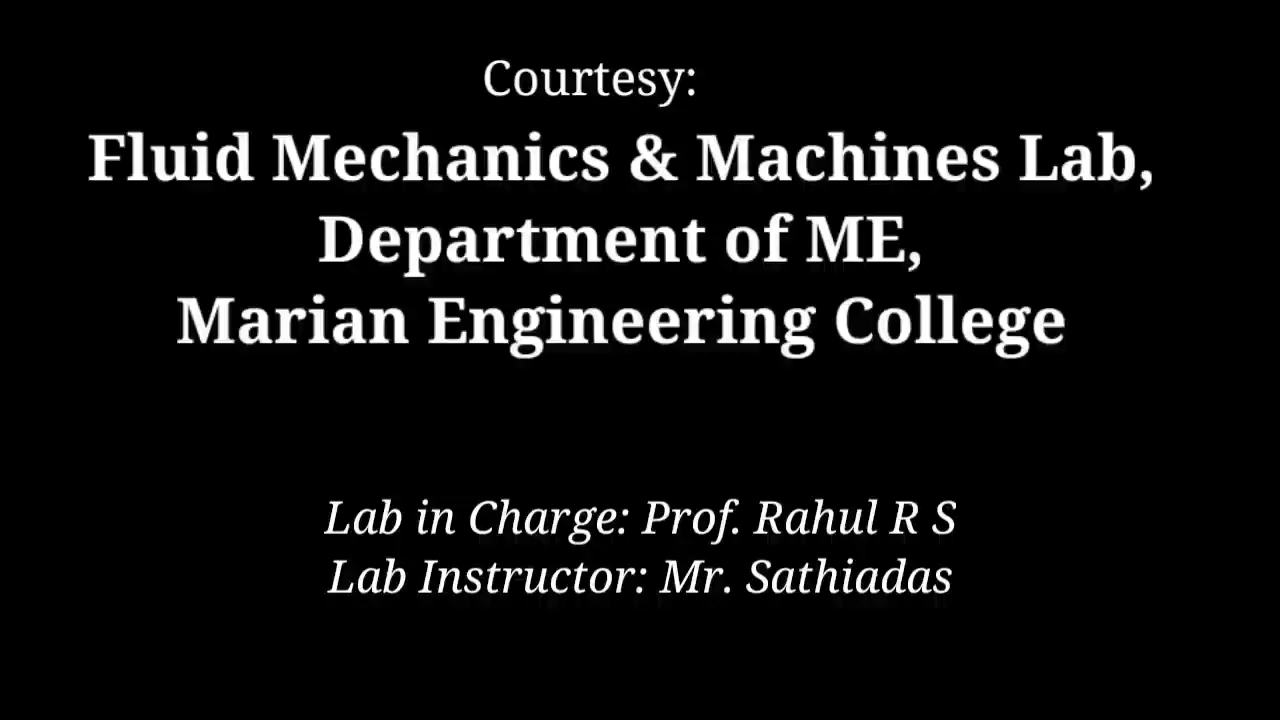 Courtesy:
Fluid Mechanics & Machines Lab,
Department of ME,
Marian Engineering College
Lab in Charge: Prof. Rahul R S
Lab Instructor: Mr. Sathiadas